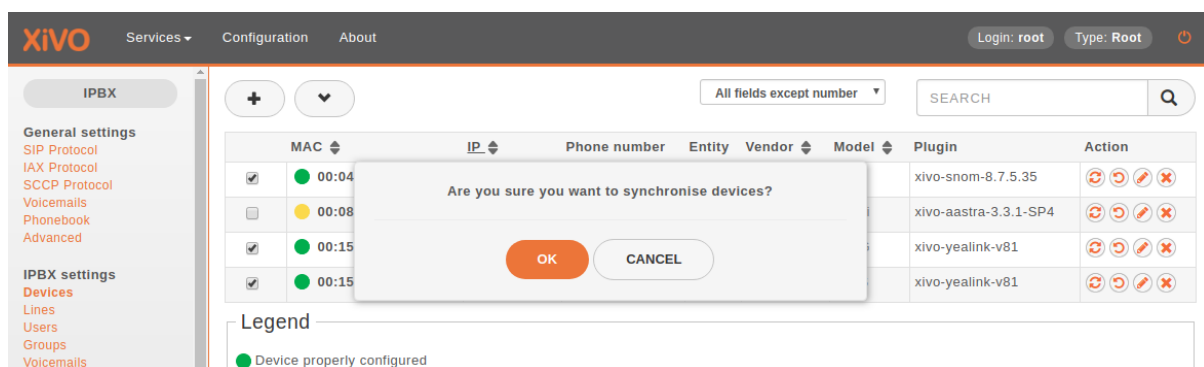 XiVO Services Configuration About Login: root Type: Root
IPBX
General settings
SIP Protocol
IAX Protocol
SCCP Protocol
Voicemails
Phonebook
Advanced
IPBX settings
Devices
Lines
Users
Groups
Voicemails
All fields except number SEARCH
MAC IP Phone number Entity Vendor Model Plugin Action
00:04 xivo-snom-8.7.5.35
00:08 xivo-aastra-3.3.1-SP4
00:15 xivo-yealink-v81
00:15 xivo-yealink-v81
Are you sure you want to synchronise devices?
OK CANCEL
Legend
Device properly configured